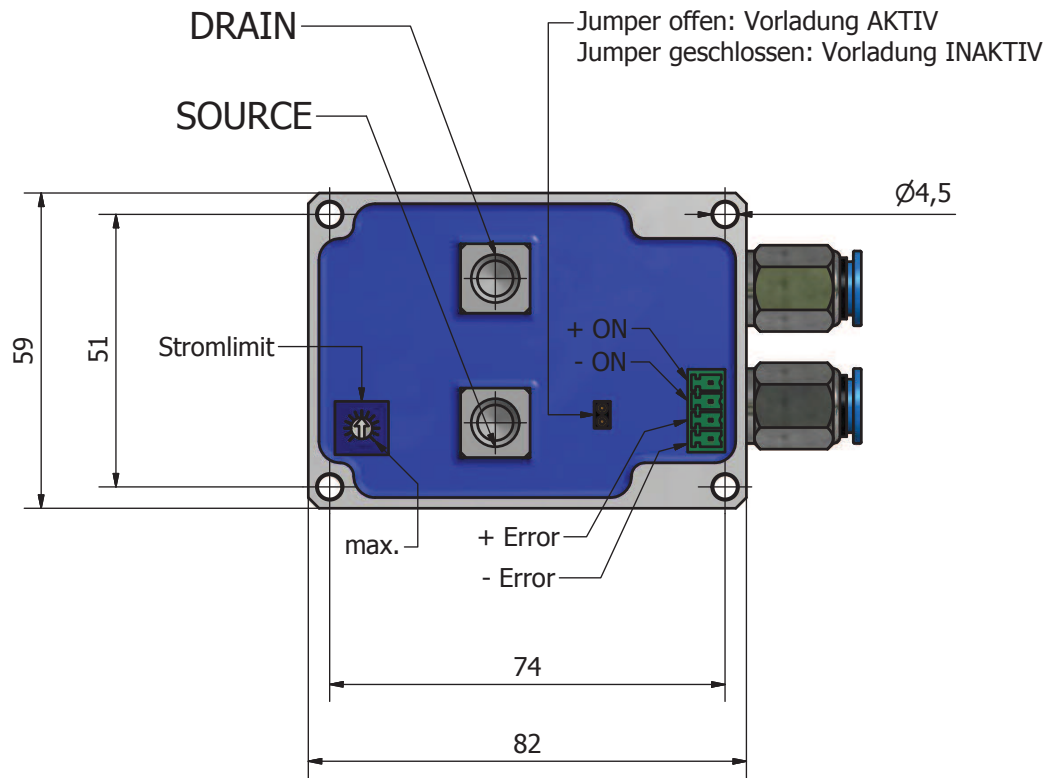 DRAIN
Jumper offen: Vorladung AKTIV
Jumper geschlossen: Vorladung INAKTIV
SOURCE
Ø4,5
59
51
Stromlimit
+ ON
- ON
max.
+ Error
- Error
74
82